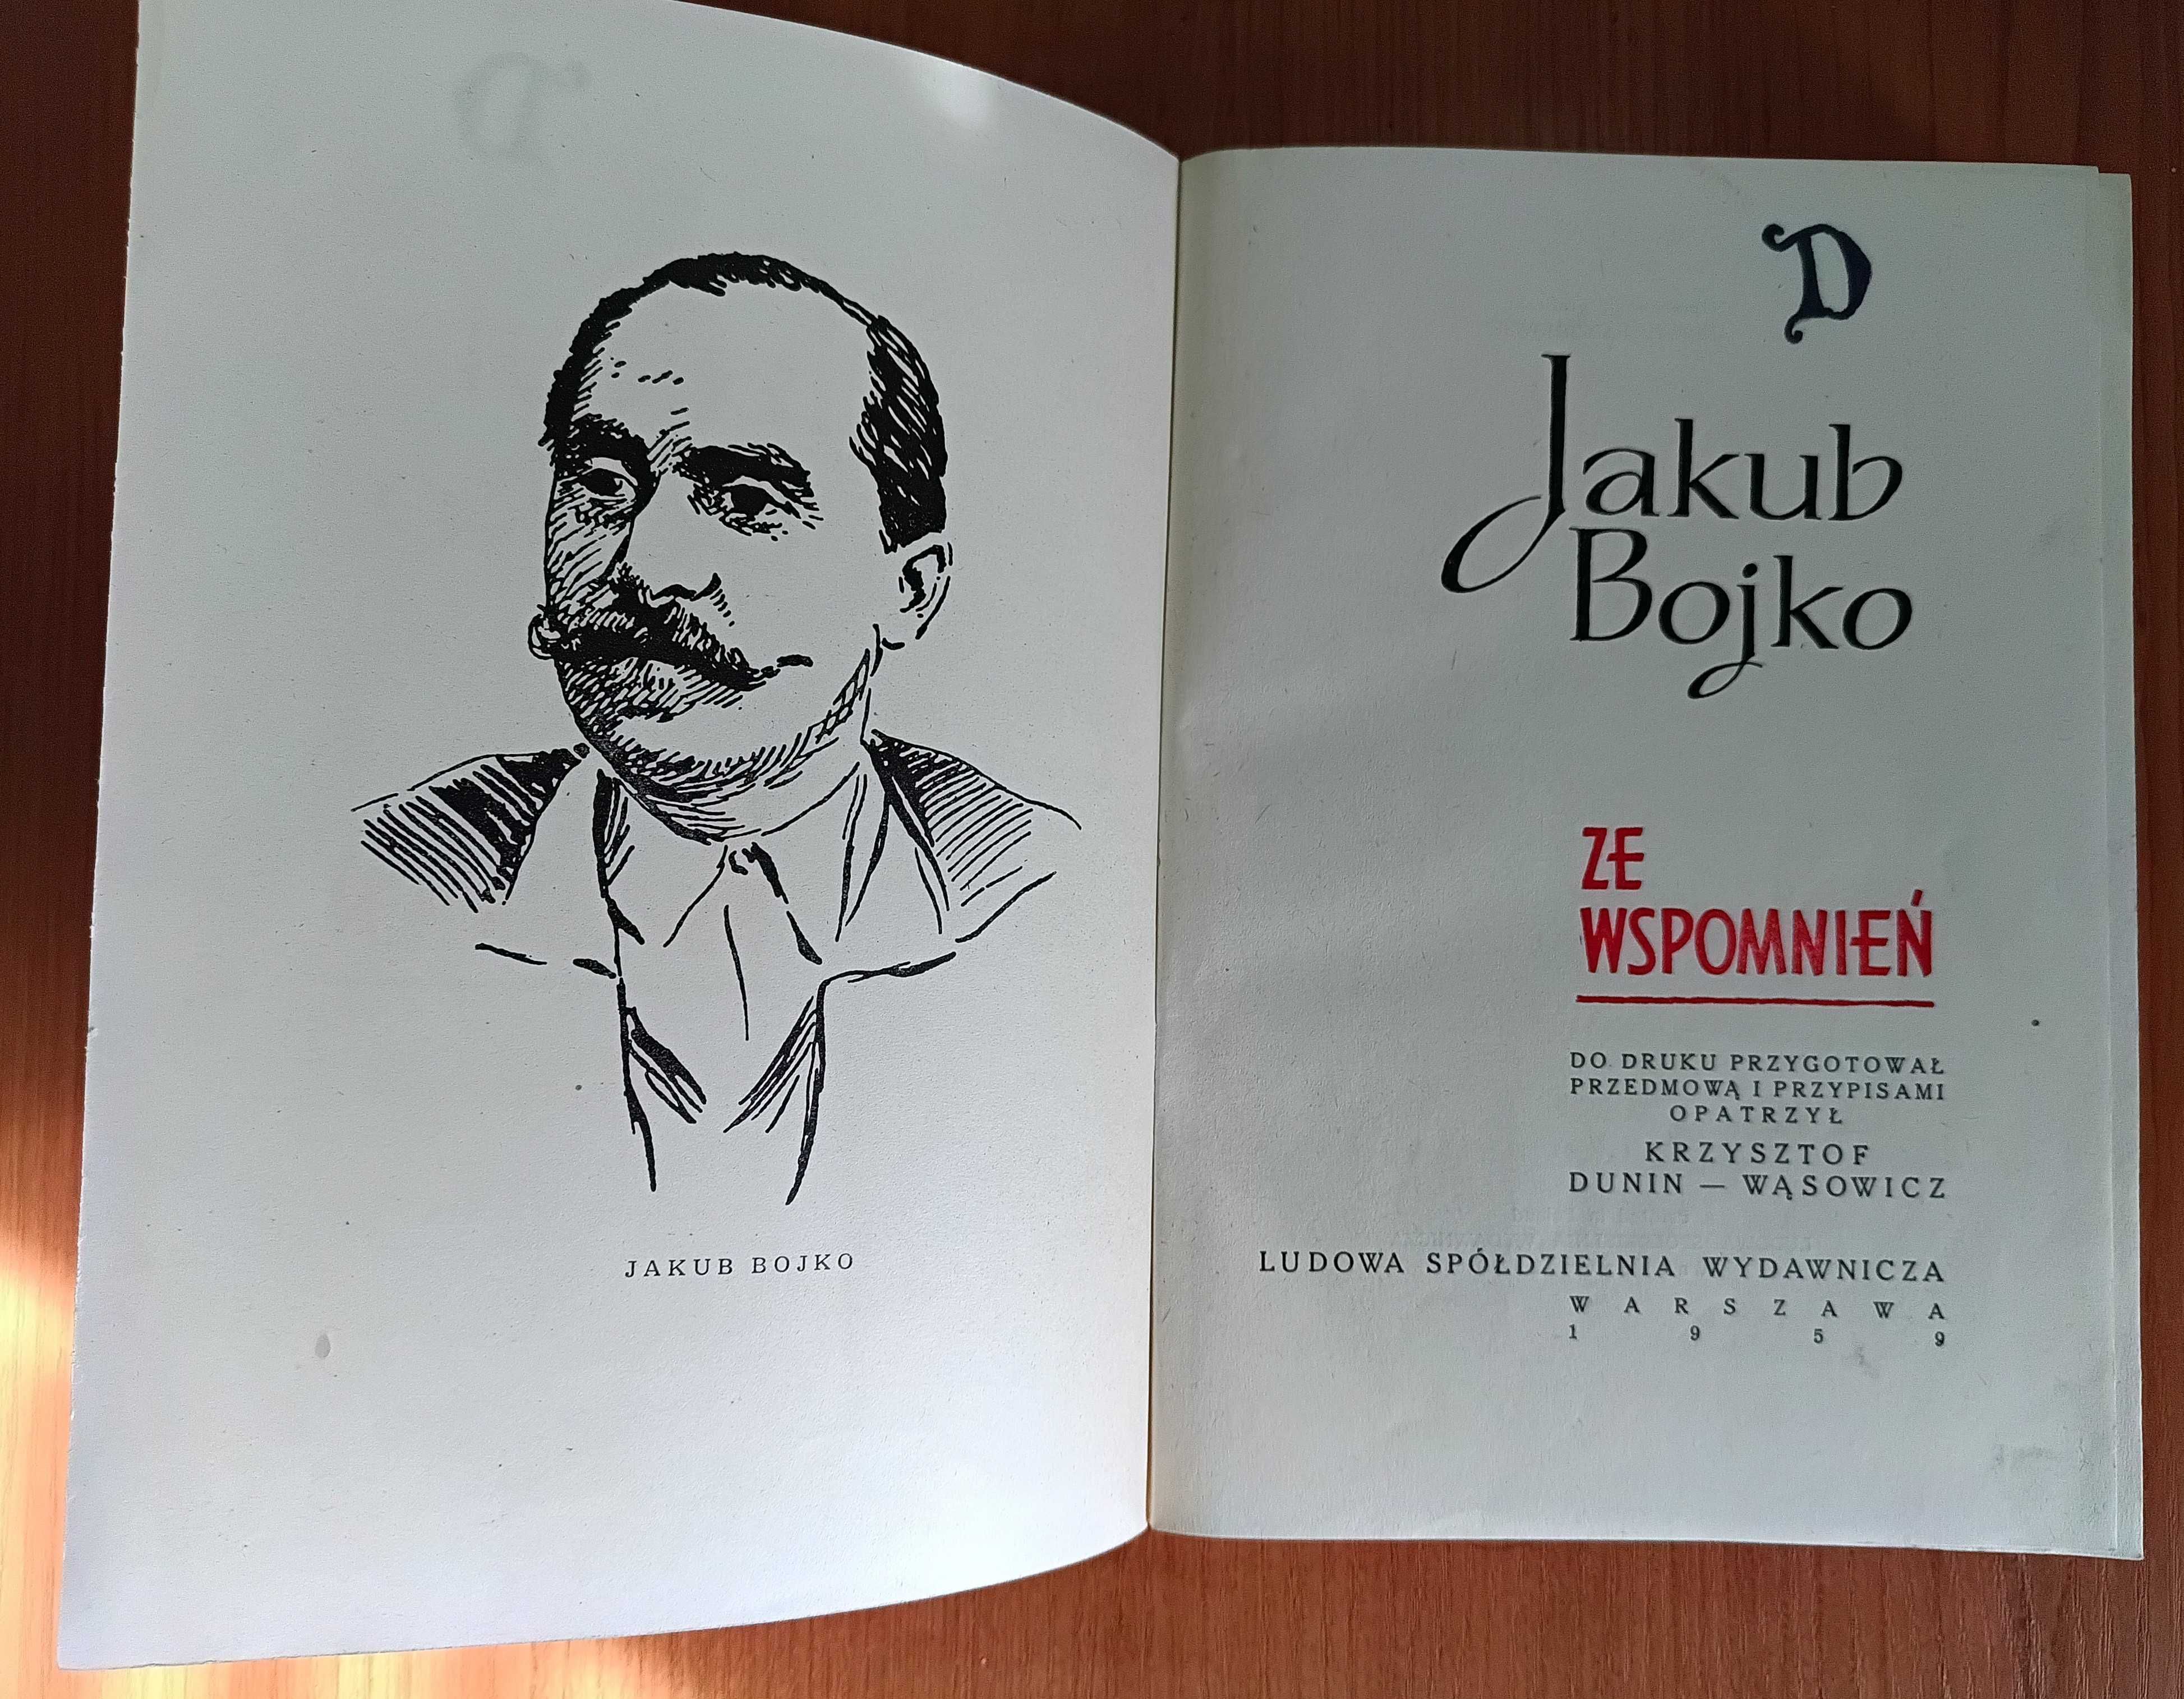 JAKUB BOJKO
D
Jakub
Bojko
ZE
WSPOMNIEŃ
DO DRUKU PRZYGOTOWAŁ
PRZEDMOWĄ I PRZYPISAMI
OPATRZYŁ
KRZYSZTOF
DUNIN — WĄSOWICZ
LUDOWA SPÓŁDZIELNIA WYDAWNICZA
WARSZAWA
1959